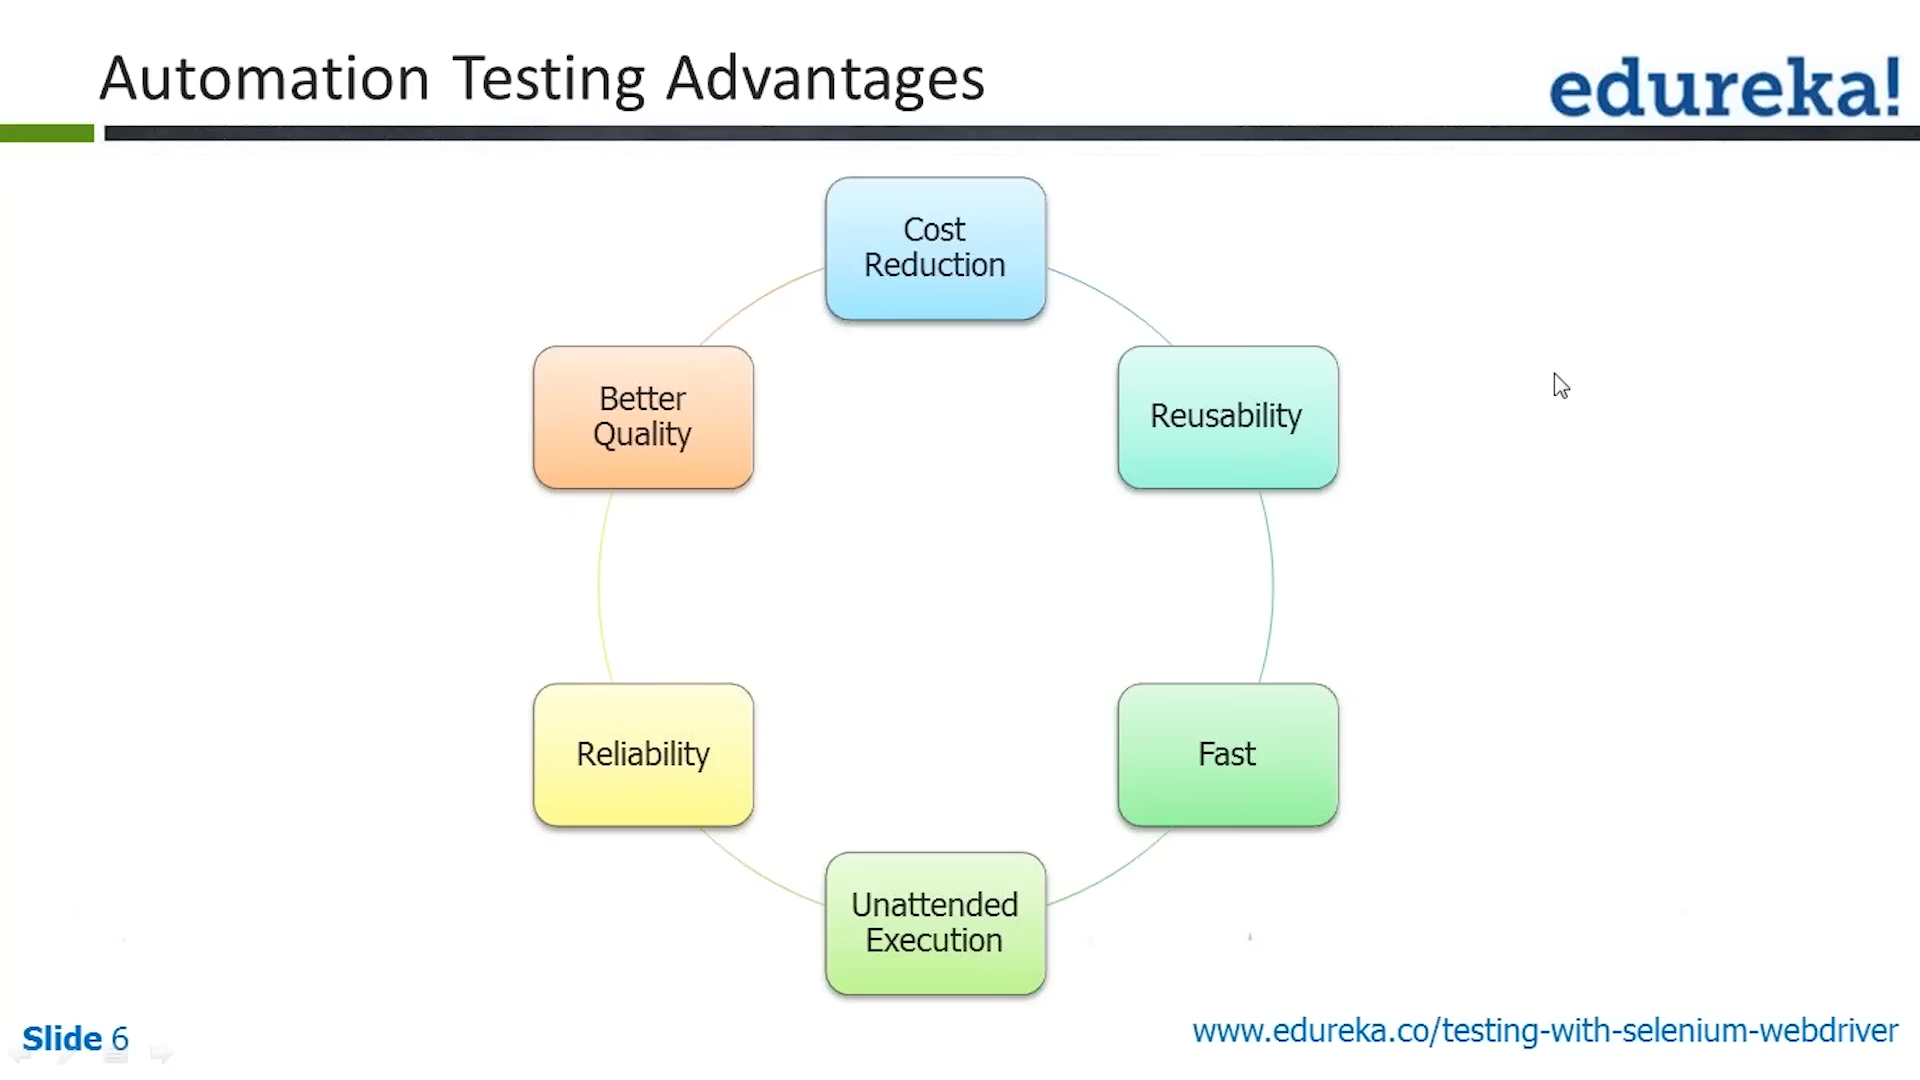 Automation Testing Advantages
edureka!
Cost
Reduction
Better
Quality
Reusability
Reliability
Fast
Unattended
Execution
Slide 6
www.edureka.co/testing-with-selenium-webdriver